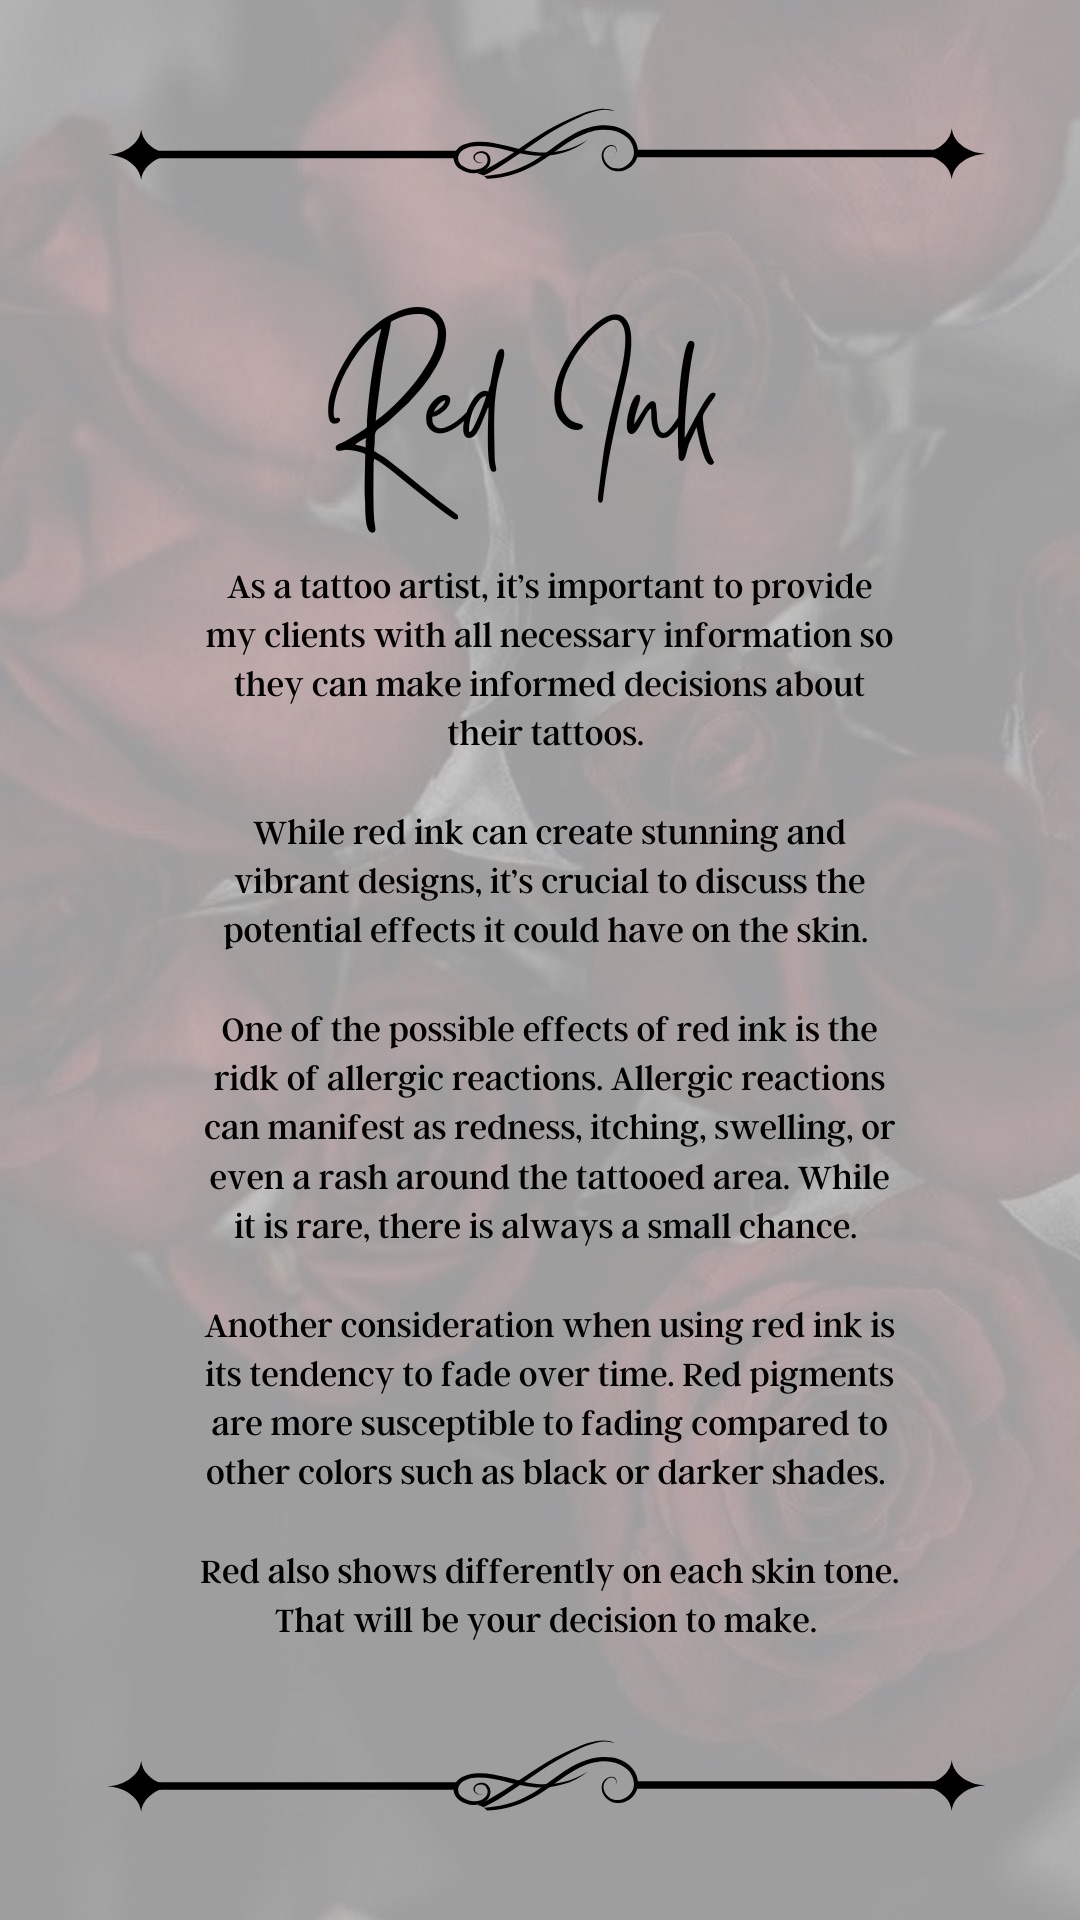 Red Ink
As a tattoo artist, it’s important to provide
my clients with all necessary information so
they can make informed decisions about
their tattoos.
While red ink can create stunning and
vibrant designs, it’s crucial to discuss the
potential effects it could have on the skin.
One of the possible effects of red ink is the
ridk of allergic reactions. Allergic reactions
can manifest as redness, itching, swelling, or
even a rash around the tattooed area. While
it is rare, there is always a small chance.
Another consideration when using red ink is
its tendency to fade over time. Red pigments
are more susceptible to fading compared to
other colors such as black or darker shades.
Red also shows differently on each skin tone.
That will be your decision to make.